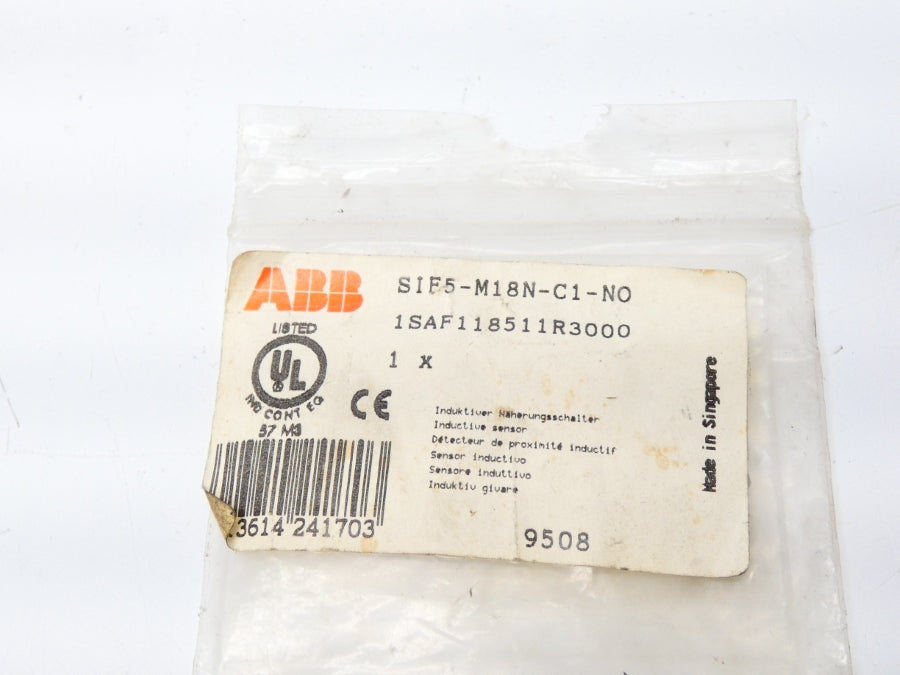 ABB
SIF5-M18N-C1-NO
1SAF118511R3000
1 x
LISTED
UL
®
IND CONT EQ
57 M3
CE
Induktiver Näherungsschalter
Inductive sensor
Détecteur de proximité inductif
Sensor inductivo
Sensore induttivo
Induktiv givare
Made in Singapore
3614 241703
9508